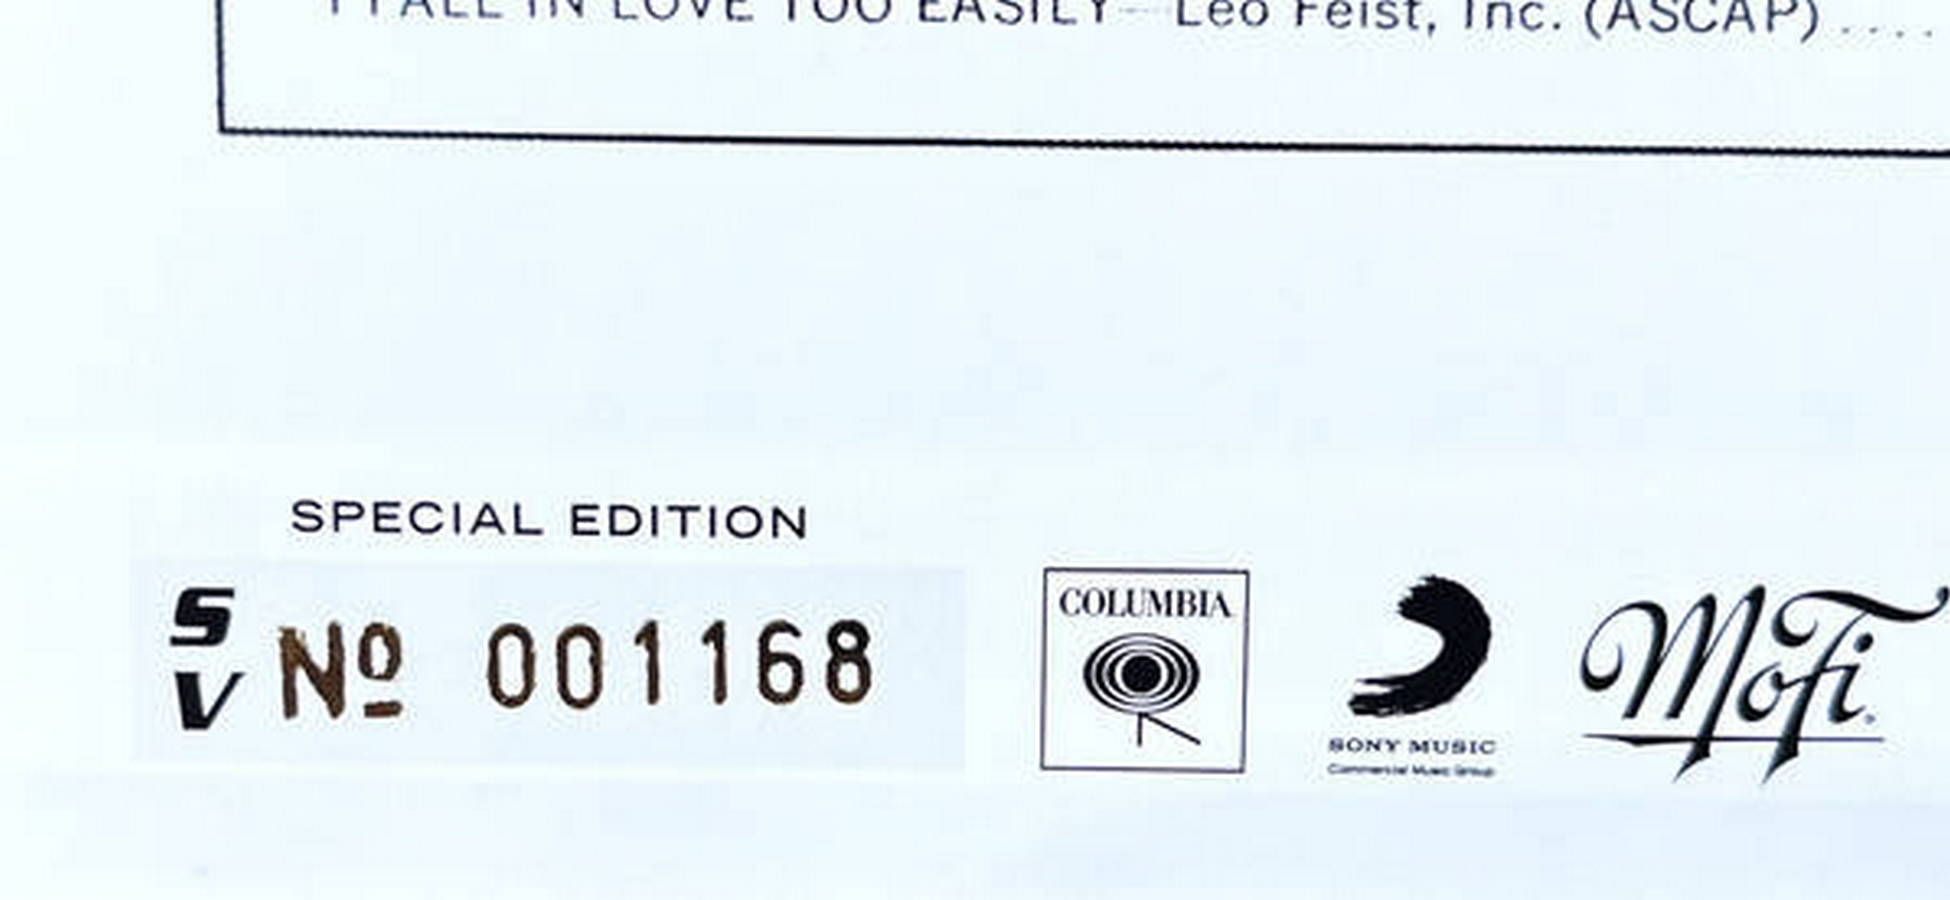 I FALL IN LOVE TOO EASILY—Leo Feist, Inc. (ASCAP) ....
SPECIAL EDITION
SV Nº 001168
COLUMBIA
SONY MUSIC
Commercial Music Group
MoFi